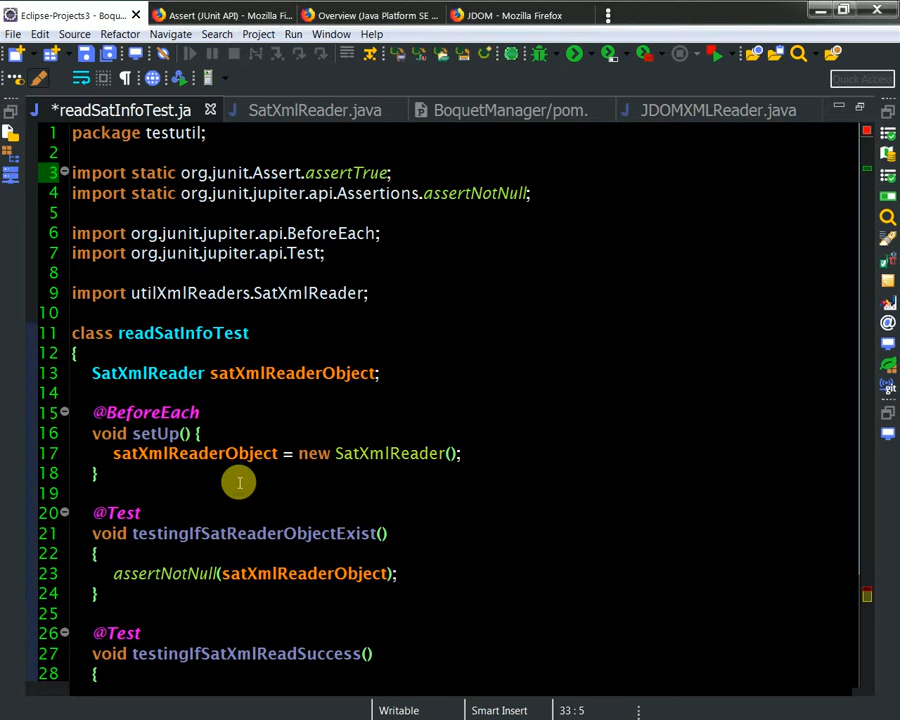 Eclipse-Projects3 - Boqu... Assert (JUnit API) - Mozilla Fi... Overview (Java Platform SE ... JDOM - Mozilla Firefox
File Edit Source Refactor Navigate Search Project Run Window Help
Quick Access
*readSatInfoTest.ja SatXmlReader.java BoquetManager/pom. JDOMXMLReader.java
1 package testutil;
2
3 import static org.junit.Assert.assertTrue;
4 import static org.junit.jupiter.api.Assertions.assertNotNull;
5
6 import org.junit.jupiter.api.BeforeEach;
7 import org.junit.jupiter.api.Test;
8
9 import utilXmlReaders.SatXmlReader;
10
11 class readSatInfoTest
12 {
13 SatXmlReader satXmlReaderObject;
14
15 @BeforeEach
16 void setUp() {
17 satXmlReaderObject = new SatXmlReader();
18 }
19
20 @Test
21 void testingIfSatReaderObjectExist()
22 {
23 assertNotNull(satXmlReaderObject);
24 }
25
26 @Test
27 void testingIfSatXmlReadSuccess()
28 {
Writable Smart Insert 33 : 5